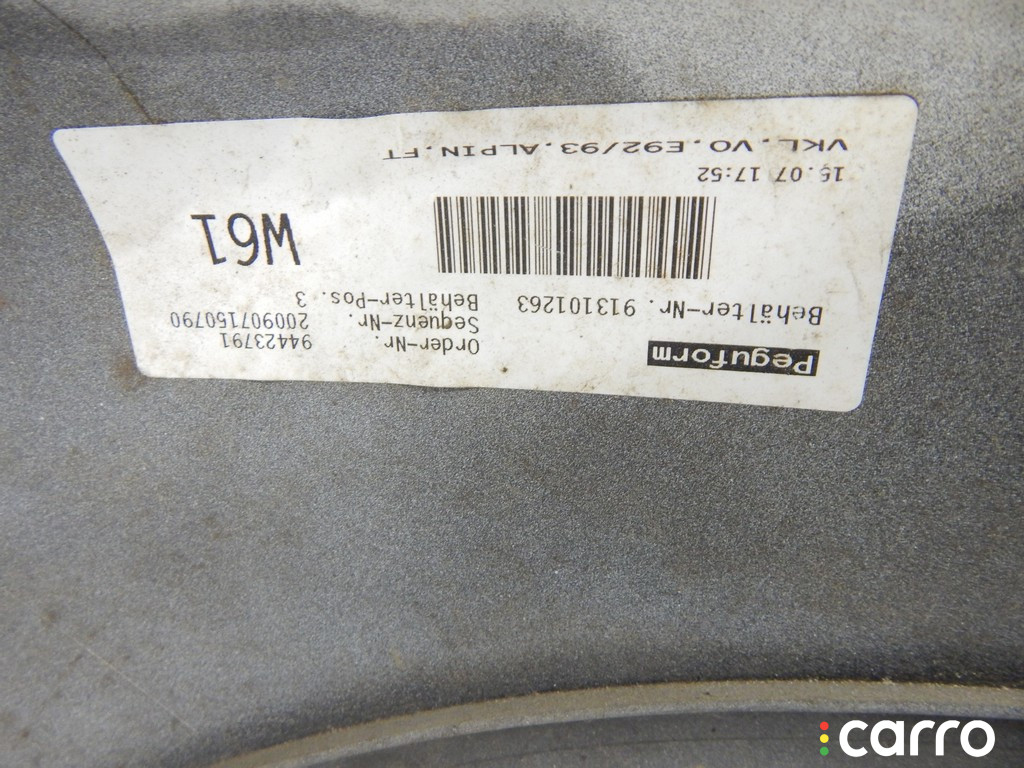 Peguform
Order-Nr. 94423791
Sequenz-Nr. 200907150790
Behälter-Nr. 913101263 Behälter-Pos. 3
W61
15.07 17:52
VKL.VO.E92/93.ALPIN.FT
carro